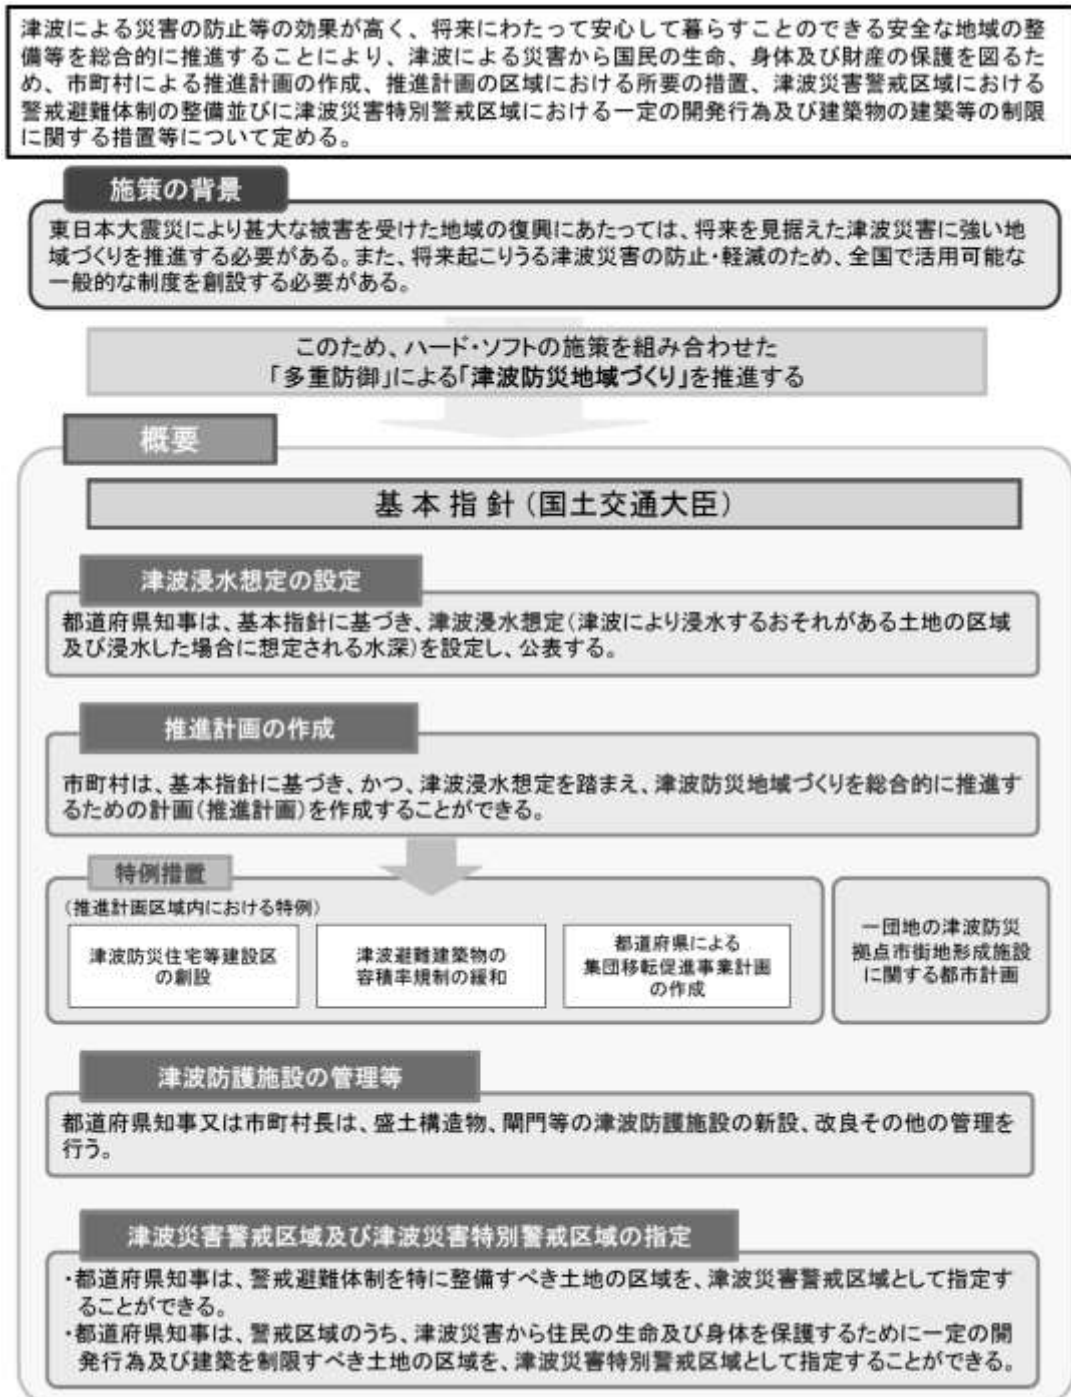 津波による災害の防止等の効果が高く、将来にわたって安心して暮らすことのできる安全な地域の整
備等を総合的に推進することにより、津波による災害から国民の生命、身体及び財産の保護を図るた
め、市町村による推進計画の作成、推進計画の区域における所要の措置、津波災害警戒区域における
警戒避難体制の整備並びに津波災害特別警戒区域における一定の開発行為及び建築物の建築等の制限
に関する措置等について定める。
施策の背景
東日本大震災により甚大な被害を受けた地域の復興にあたっては、将来を見据えた津波災害に強い地
域づくりを推進する必要がある。また、将来起こりうる津波災害の防止・軽減のため、全国で活用可能な
一般的な制度を創設する必要がある。
このため、ハード・ソフトの施策を組み合わせた
「多重防御」による「津波防災地域づくり」を推進する
概要
基本指針（国土交通大臣）
津波浸水想定の設定
都道府県知事は、基本指針に基づき、津波浸水想定（津波により浸水するおそれがある土地の区域
及び浸水した場合に想定される水深）を設定し、公表する。
推進計画の作成
市町村は、基本指針に基づき、かつ、津波浸水想定を踏まえ、津波防災地域づくりを総合的に推進す
るための計画（推進計画）を作成することができる。
特例措置
（推進計画区域内における特例）
津波防災住宅等建設区
の創設
津波避難建築物の
容積率規制の緩和
都道府県による
集団移転促進事業計画
の作成
一団地の津波防災
拠点市街地形成施設
に関する都市計画
津波防護施設の管理等
都道府県知事又は市町村長は、盛土構造物、閘門等の津波防護施設の新設、改良その他の管理を
行う。
津波災害警戒区域及び津波災害特別警戒区域の指定
・都道府県知事は、警戒避難体制を特に整備すべき土地の区域を、津波災害警戒区域として指定す
ることができる。
・都道府県知事は、警戒区域のうち、津波災害から住民の生命及び身体を保護するために一定の開
発行為及び建築を制限すべき土地の区域を、津波災害特別警戒区域として指定することができる。